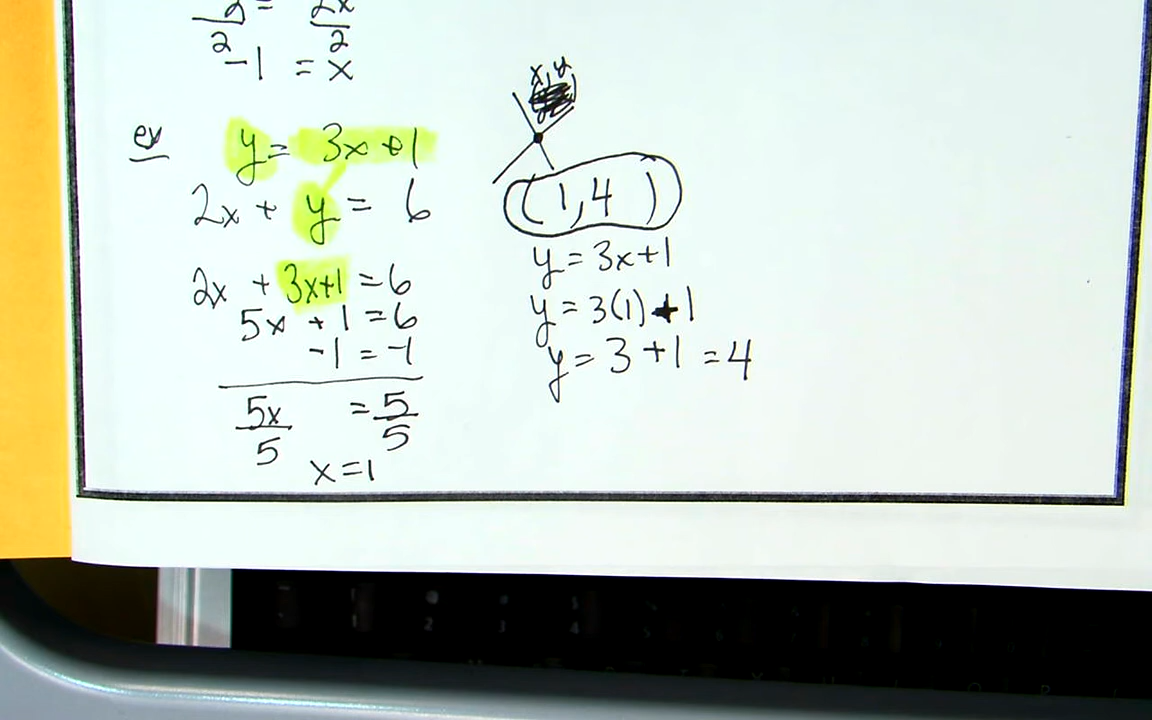 2 = 2x
2 2
-1 = x
ex y = 3x + 1
2x + y = 6
2x + 3x+1 = 6
5x + 1 = 6
-1 = -1
5x = 5
5 5
x = 1
x, y
(1, 4)
y = 3x+1
y = 3(1) + 1
y = 3 + 1 = 4